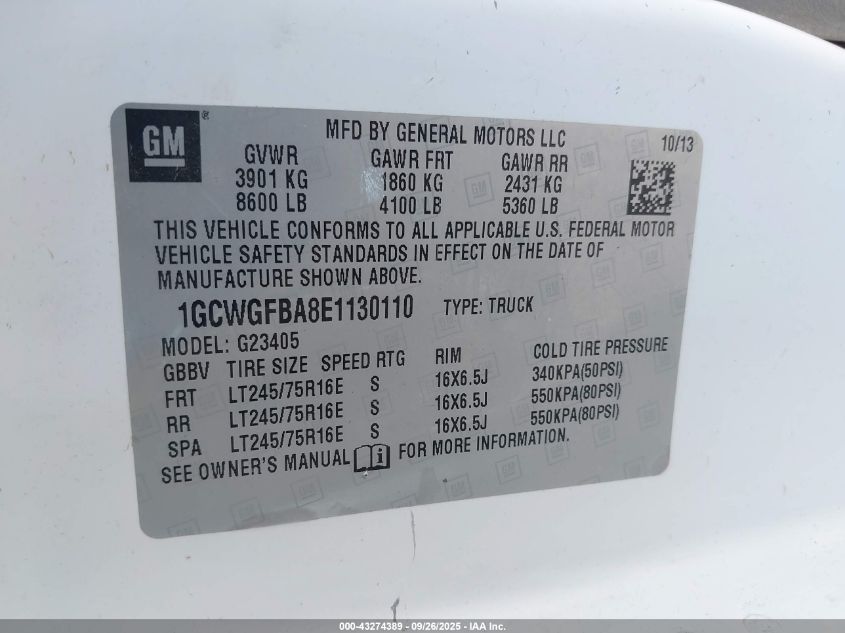 GM ®
MFD BY GENERAL MOTORS LLC 10/13
GVWR GAWR FRT GAWR RR
3901 KG 1860 KG 2431 KG
8600 LB 4100 LB 5360 LB
THIS VEHICLE CONFORMS TO ALL APPLICABLE U.S. FEDERAL MOTOR
VEHICLE SAFETY STANDARDS IN EFFECT ON THE DATE OF
MANUFACTURE SHOWN ABOVE.
1GCWGFBA8E1130110 TYPE: TRUCK
MODEL: G23405
GBBV TIRE SIZE SPEED RTG RIM COLD TIRE PRESSURE
FRT LT245/75R16E S 16X6.5J 340KPA(50PSI)
RR LT245/75R16E S 16X6.5J 550KPA(80PSI)
SPA LT245/75R16E S 16X6.5J 550KPA(80PSI)
SEE OWNER'S MANUAL i FOR MORE INFORMATION.
000-43274389 - 09/26/2025 - IAA Inc.